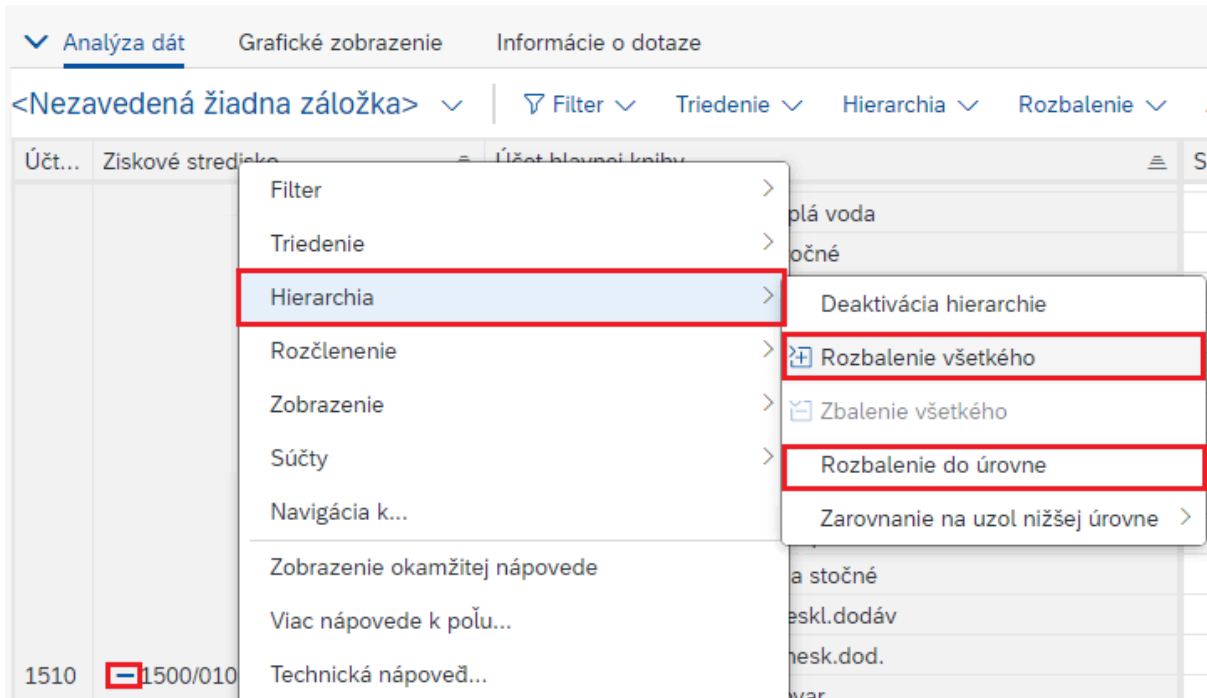 Analýza dát Grafické zobrazenie Informácie o dotaze
<Nezavedená žiadna záložka> Filter Triedenie Hierarchia Rozbalenie
Účt... Ziskové stredisko Účet hlavnej knihy S
Filter
plá voda
Triedenie
očné
Hierarchia
Deaktivácia hierarchie
Rozčlenenie
Rozbalenie všetkého
Zobrazenie
Zbalenie všetkého
Súčty
Rozbalenie do úrovne
Navigácia k...
Zarovnanie na uzol nižšej úrovne
Zobrazenie okamžitej nápovede
a stočné
Viac nápovede k poľu...
eskl.dodáv
nesk.dod.
1510 1500/010
Technická nápoveď...
ovar